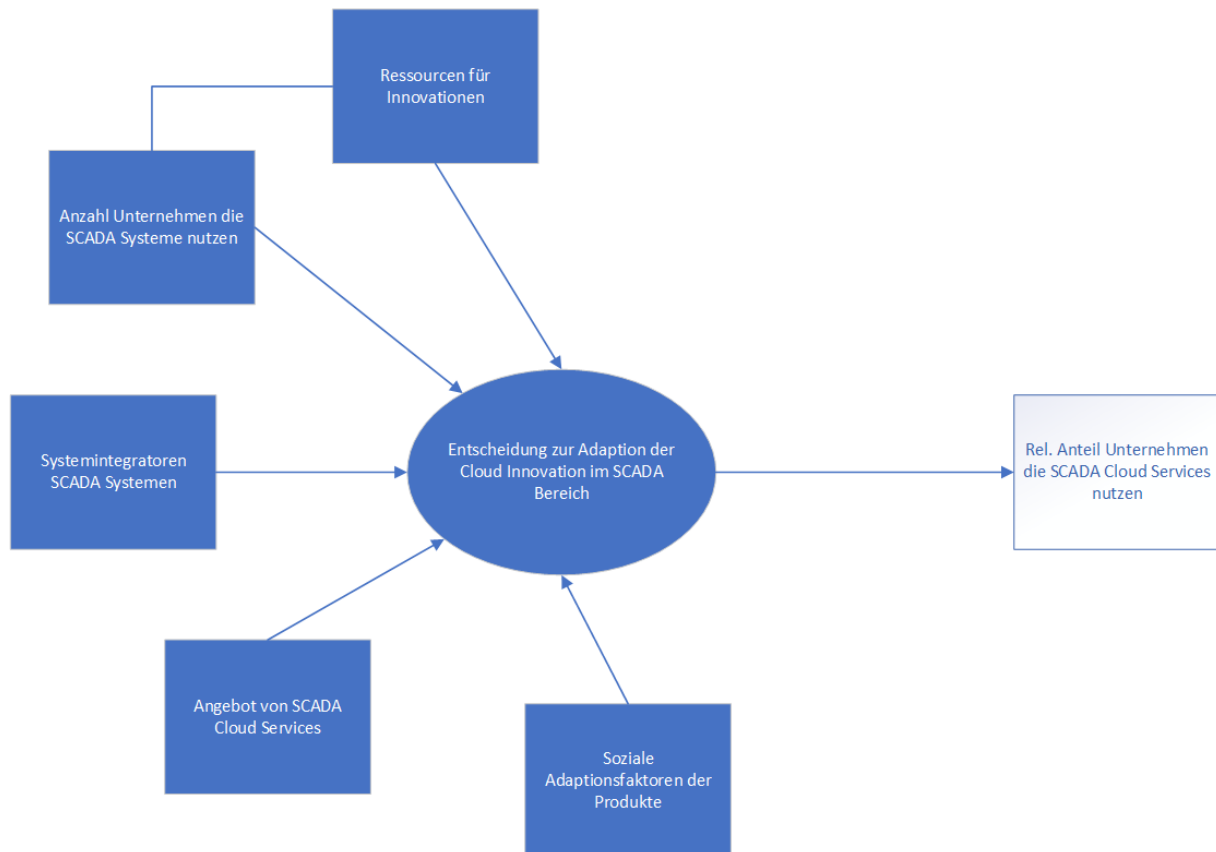 Ressourcen für
Innovationen
Anzahl Unternehmen die
SCADA Systeme nutzen
Systemintegratoren
SCADA Systemen
Entscheidung zur Adaption der
Cloud Innovation im SCADA
Bereich
Rel. Anteil Unternehmen
die SCADA Cloud Services
nutzen
Angebot von SCADA
Cloud Services
Soziale
Adaptionsfaktoren der
Produkte